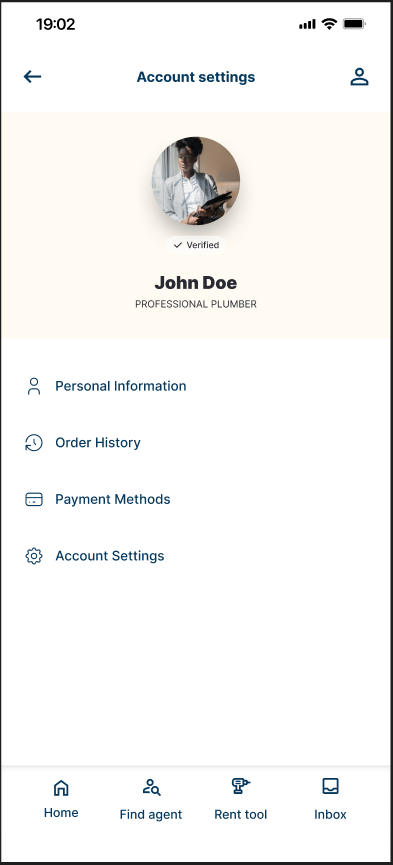 19:02
Account settings
Verified
John Doe
PROFESSIONAL PLUMBER
Personal Information
Order History
Payment Methods
Account Settings
Home
Find agent
Rent tool
Inbox